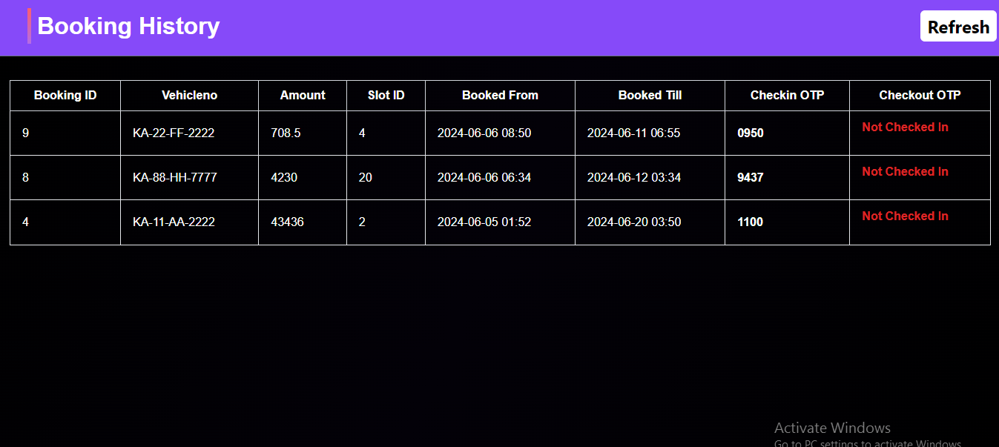 Booking History
Refresh
Booking ID Vehicleno Amount Slot ID Booked From Booked Till Checkin OTP Checkout OTP
9 KA-22-FF-2222 708.5 4 2024-06-06 08:50 2024-06-11 06:55 0950 Not Checked In
8 KA-88-HH-7777 4230 20 2024-06-06 06:34 2024-06-12 03:34 9437 Not Checked In
4 KA-11-AA-2222 43436 2 2024-06-05 01:52 2024-06-20 03:50 1100 Not Checked In
Activate Windows
Go to PC settings to activate Windows